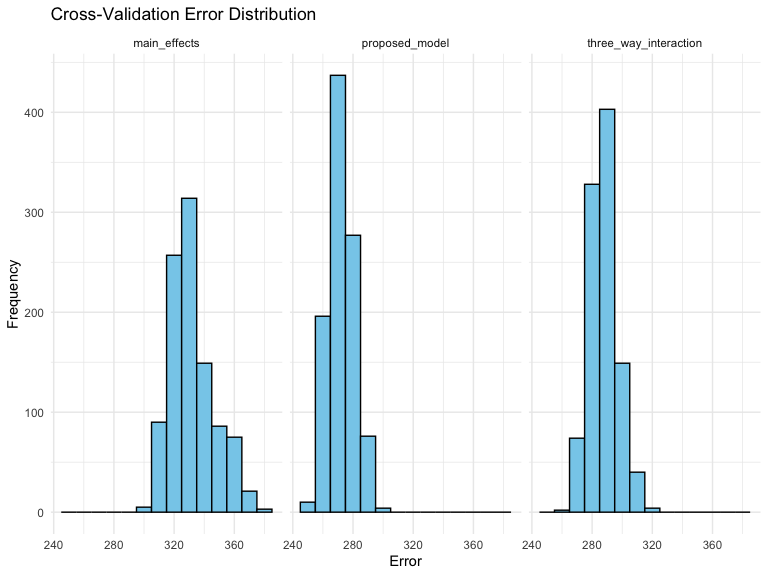 Cross-Validation Error Distribution
main_effects proposed_model three_way_interaction
400
300
200
100
0
Frequency
240 280 320 360 240 280 320 360 240 280 320 360
Error